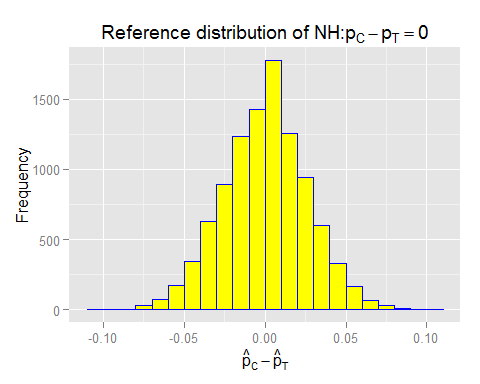 Reference distribution of NH:p_C − p_T = 0
Frequency
1500
1000
500
0
-0.10 -0.05 0.00 0.05 0.10
p̂_C − p̂_T